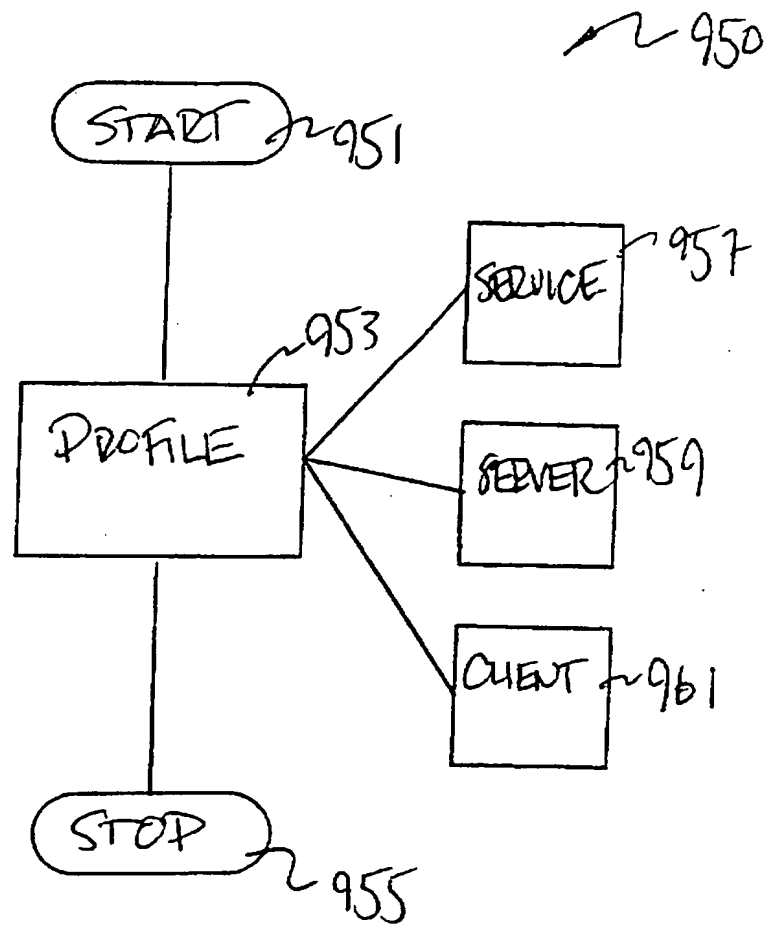 950
START
951
957
SERVICE
953
PROFILE
SERVER
959
CLIENT
961
STOP
955